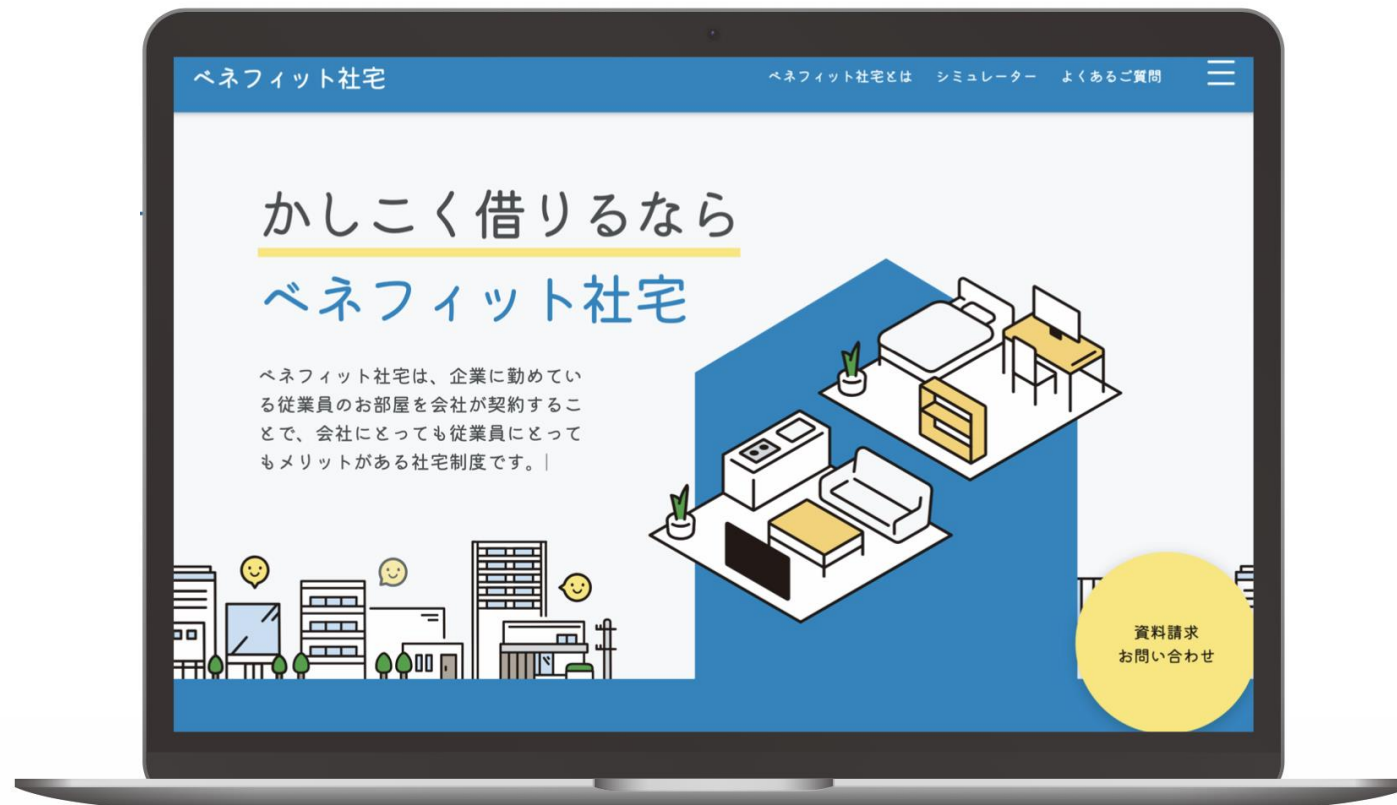 ベネフィット社宅
ベネフィット社宅とは シミュレーター よくあるご質問
かしこく借りるなら
ベネフィット社宅
ベネフィット社宅は、企業に勤めてい
る従業員のお部屋を会社が契約するこ
とで、会社にとっても従業員にとって
もメリットがある社宅制度です。|
資料請求
お問い合わせ